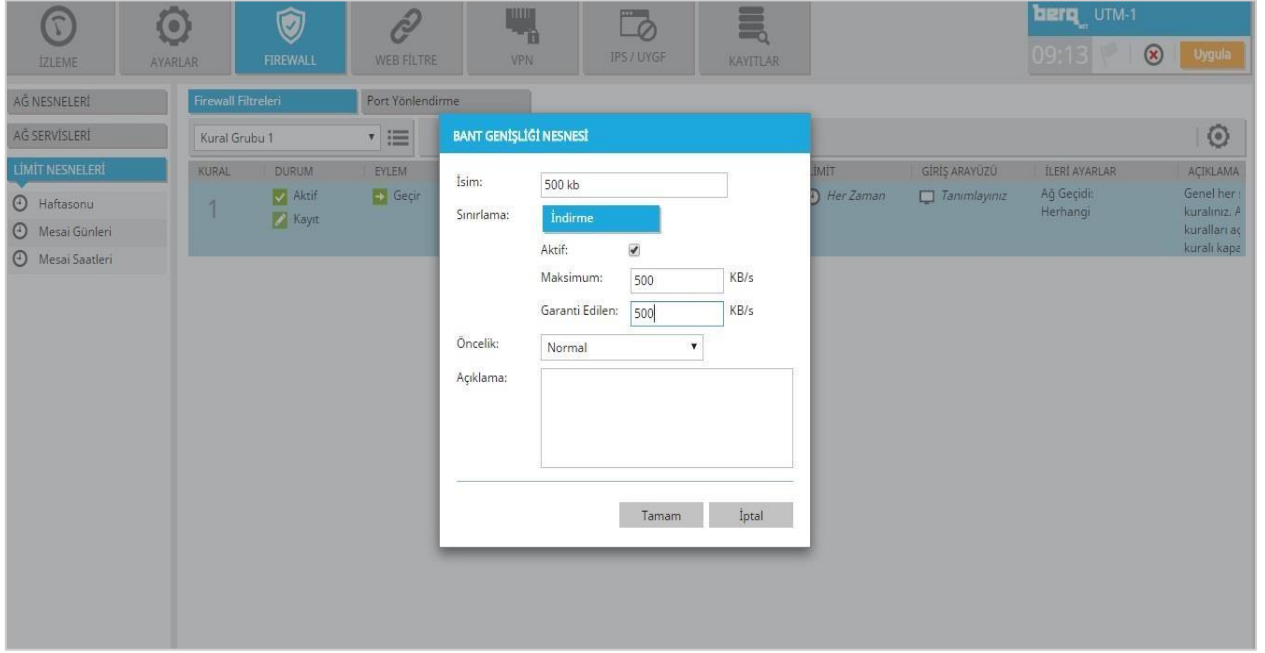 berq
NET
UTM-1
09:13
Uygula
İZLEME
AYARLAR
FIREWALL
WEB FİLTRE
VPN
IPS / UYGF
KAYITLAR
AĞ NESNELERİ
AĞ SERVİSLERİ
LİMİT NESNELERİ
Haftasonu
Mesai Günleri
Mesai Saatleri
Firewall Filtreleri
Port Yönlendirme
Kural Grubu 1
KURAL
DURUM
EYLEM
LİMİT
GİRİŞ ARAYÜZÜ
İLERİ AYARLAR
AÇIKLAMA
1
Aktif
Kayıt
Geçir
Her Zaman
Tanımlayınız
Ağ Geçidi:
Herhangi
Genel her
kuralınız. A
kuralları aç
kuralı kapa
BANT GENİŞLİĞİ NESNESİ
İsim: 500 kb
Sınırlama: İndirme
Aktif:
Maksimum: 500 KB/s
Garanti Edilen: 500 KB/s
Öncelik: Normal
Açıklama:
Tamam
İptal